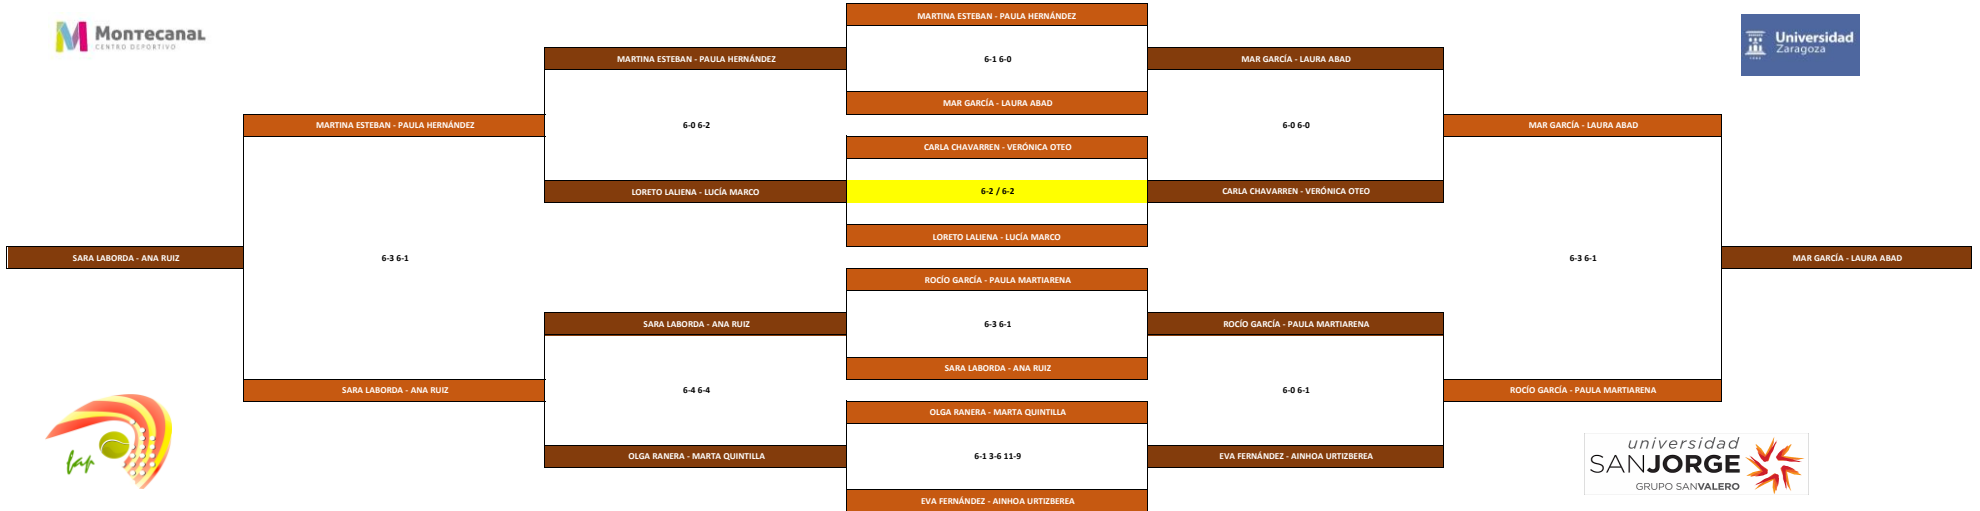 MARTINA ESTEBAN - PAULA HERNÁNDEZ
Montecanal
CENTRO DEPORTIVO
Universidad
Zaragoza
1542
MARTINA ESTEBAN - PAULA HERNÁNDEZ
6-1 6-0
MAR GARCÍA - LAURA ABAD
MAR GARCÍA - LAURA ABAD
MARTINA ESTEBAN - PAULA HERNÁNDEZ
6-0 6-2
6-0 6-0
MAR GARCÍA - LAURA ABAD
CARLA CHAVARREN - VERÓNICA OTEO
LORETO LALIENA - LUCÍA MARCO
6-2 / 6-2
CARLA CHAVARREN - VERÓNICA OTEO
LORETO LALIENA - LUCÍA MARCO
SARA LABORDA - ANA RUIZ
6-3 6-1
6-3 6-1
MAR GARCÍA - LAURA ABAD
ROCÍO GARCÍA - PAULA MARTIARENA
SARA LABORDA - ANA RUIZ
6-3 6-1
ROCÍO GARCÍA - PAULA MARTIARENA
SARA LABORDA - ANA RUIZ
SARA LABORDA - ANA RUIZ
6-4 6-4
6-0 6-1
ROCÍO GARCÍA - PAULA MARTIARENA
OLGA RANERA - MARTA QUINTILLA
OLGA RANERA - MARTA QUINTILLA
6-1 3-6 11-9
EVA FERNÁNDEZ - AINHOA URTIZBEREA
fap
universidad
SANJORGE
GRUPO SANVALERO
EVA FERNÁNDEZ - AINHOA URTIZBEREA